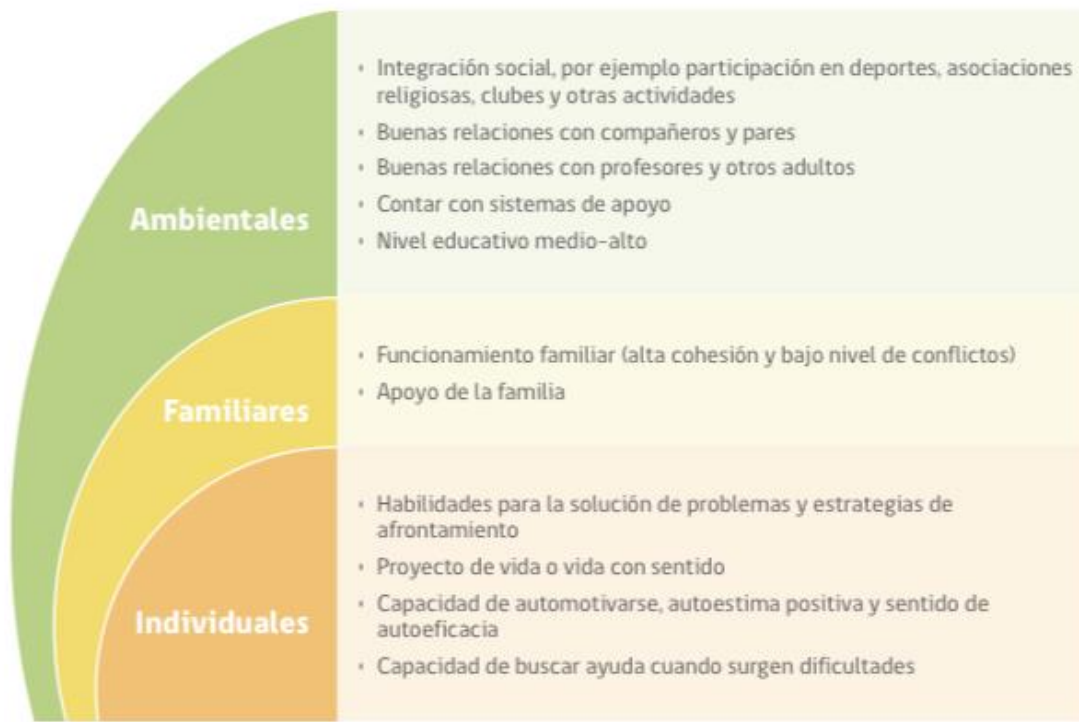 Ambientales
• Integración social, por ejemplo participación en deportes, asociaciones
religiosas, clubes y otras actividades
• Buenas relaciones con compañeros y pares
• Buenas relaciones con profesores y otros adultos
• Contar con sistemas de apoyo
• Nivel educativo medio-alto
Familiares
• Funcionamiento familiar (alta cohesión y bajo nivel de conflictos)
• Apoyo de la familia
Individuales
• Habilidades para la solución de problemas y estrategias de
afrontamiento
• Proyecto de vida o vida con sentido
• Capacidad de automotivarse, autoestima positiva y sentido de
autoeficacia
• Capacidad de buscar ayuda cuando surgen dificultades